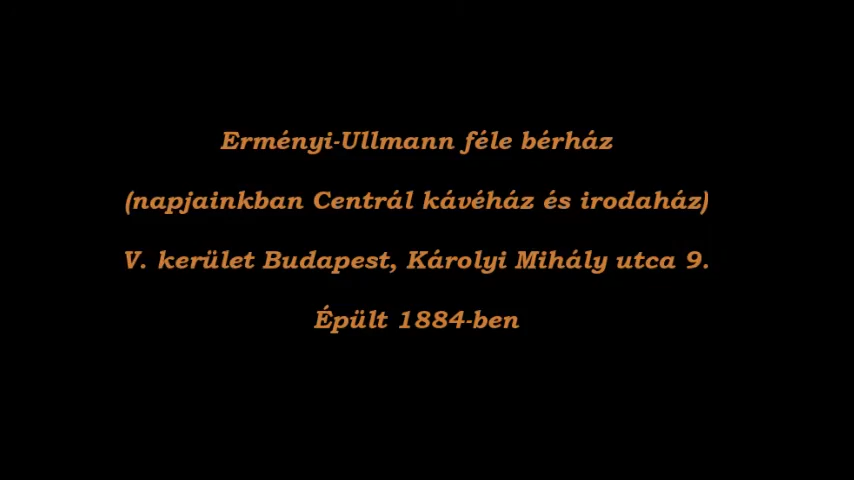 Erményi-Ullmann féle bérház
(napjainkban Centrál kávéház és irodaház)
V. kerület Budapest, Károlyi Mihály utca 9.
Épült 1884-ben